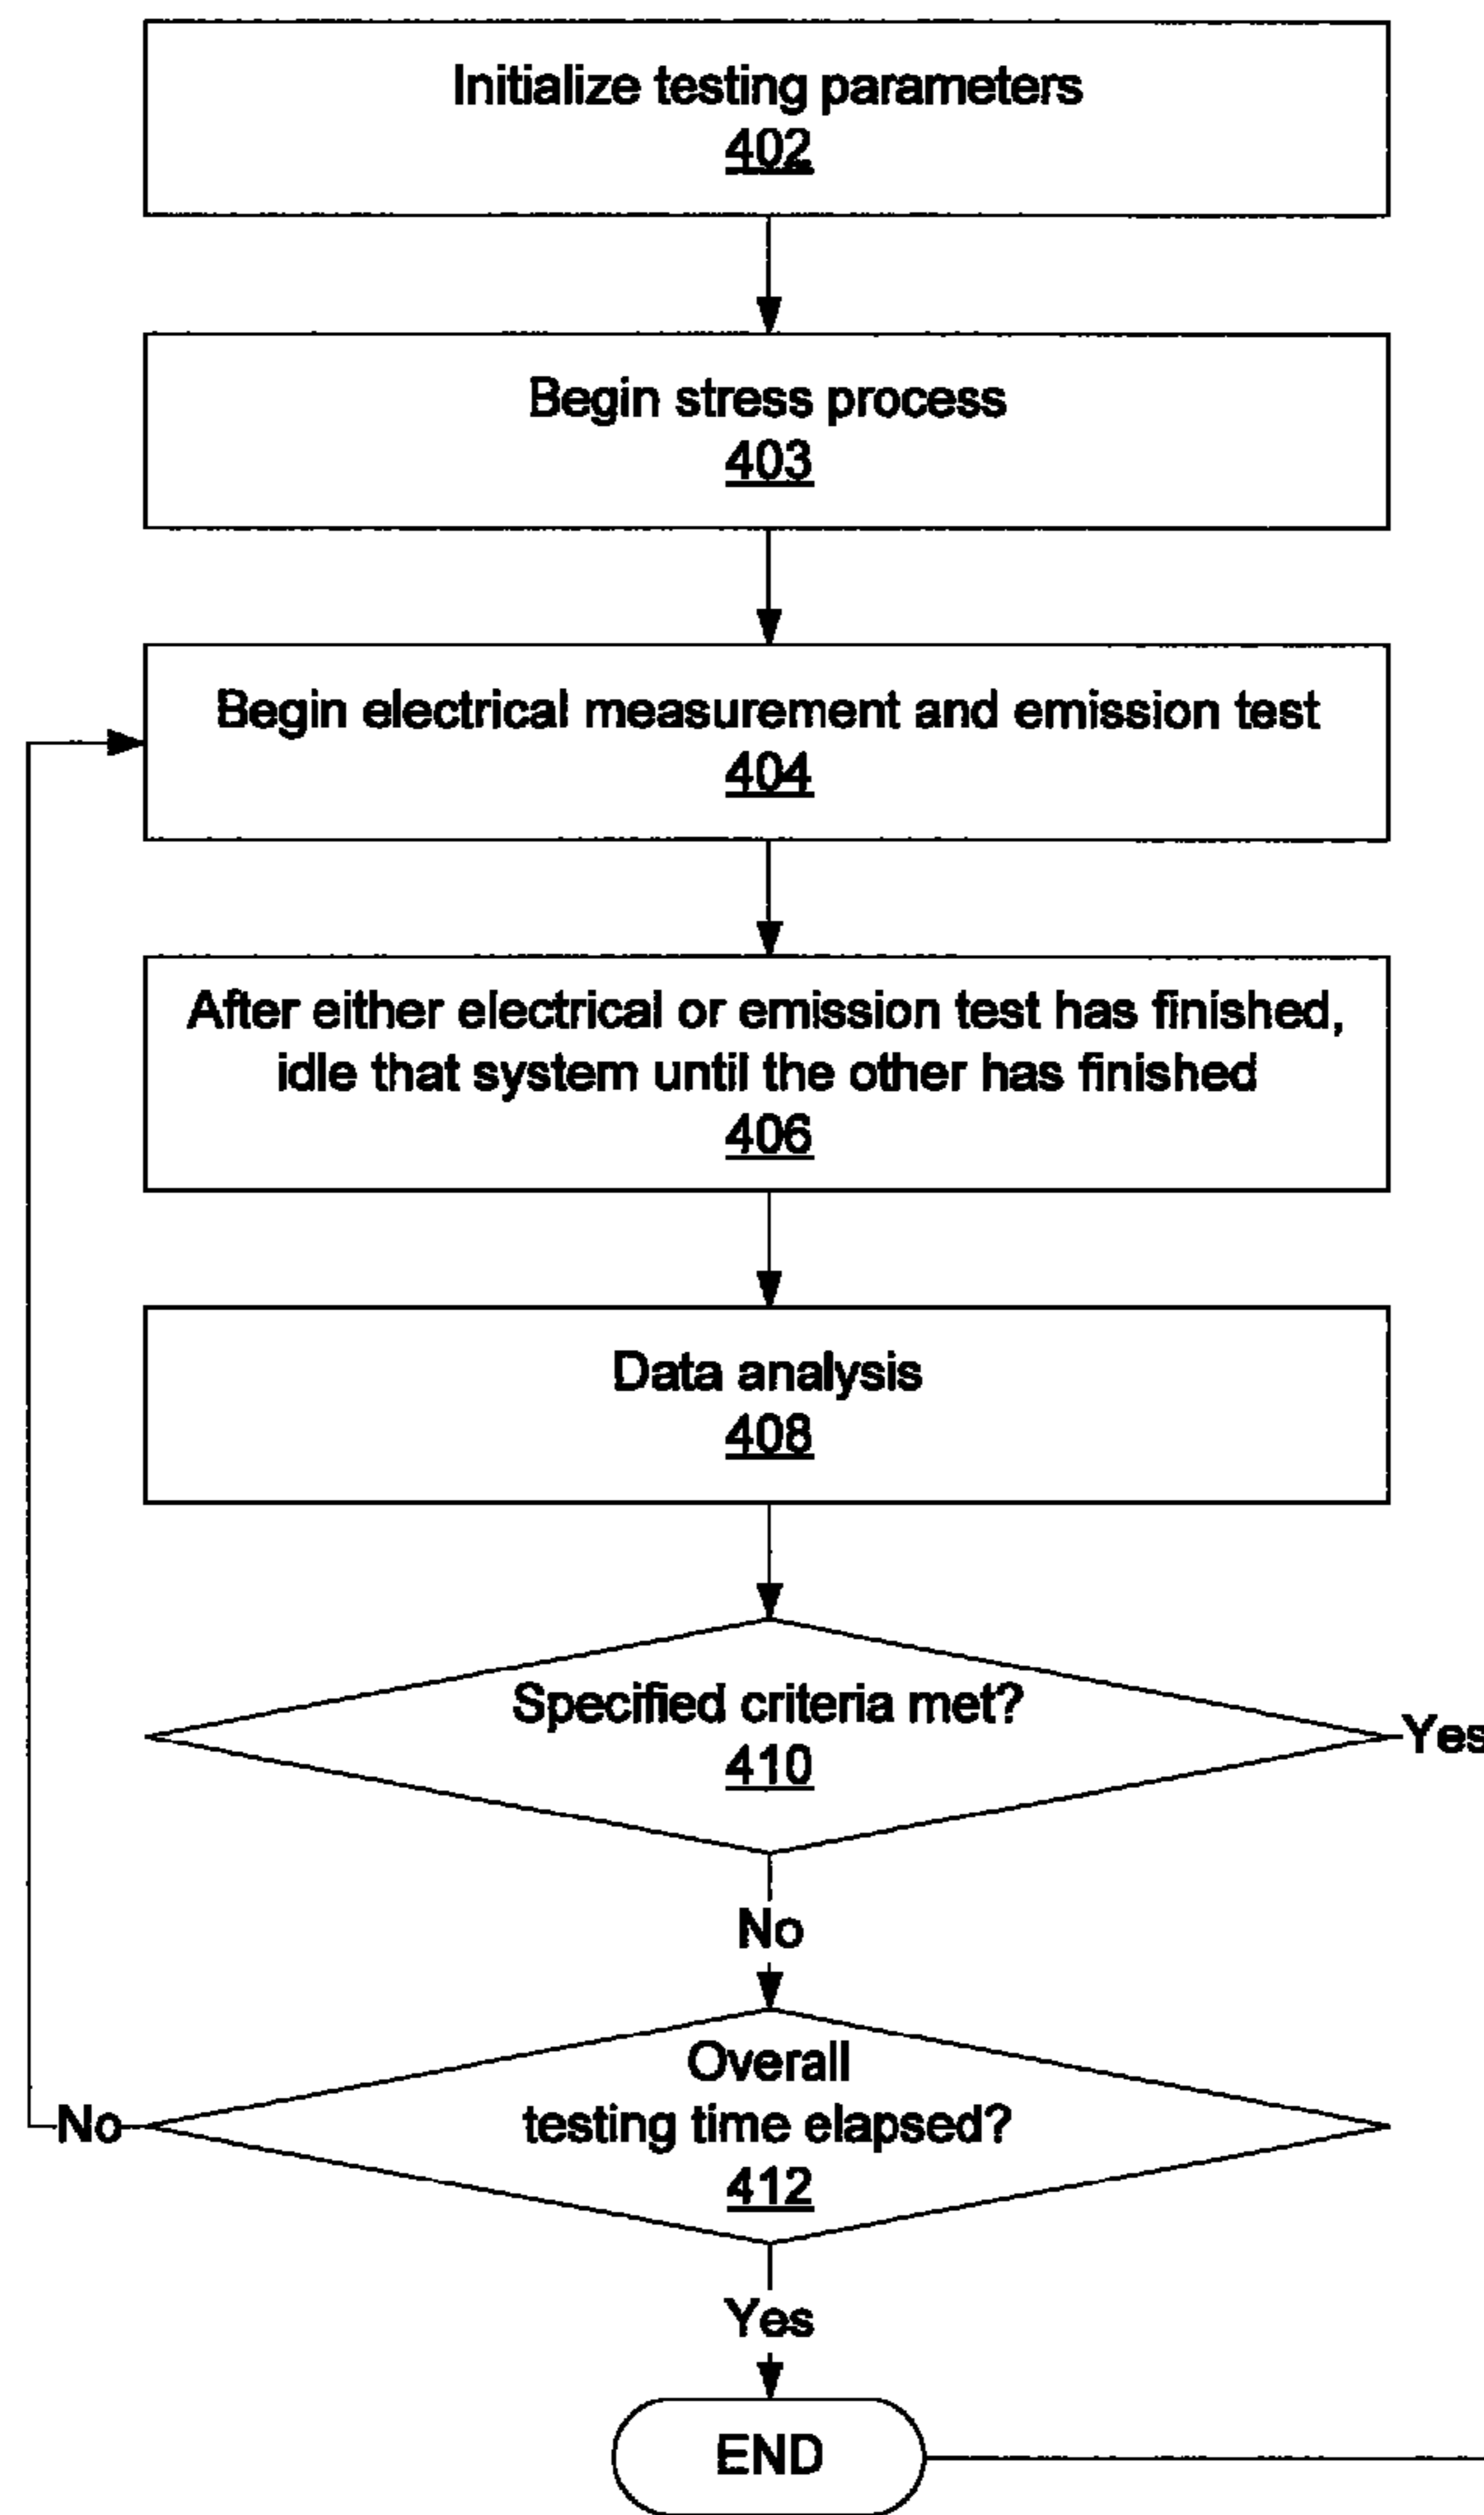 Initialize testing parameters
402
Begin stress process
403
Begin electrical measurement and emission test
404
After either electrical or emission test has finished,
idle that system until the other has finished
406
Data analysis
408
Specified criteria met?
410
Yes
No
Overall
testing time elapsed?
412
No
Yes
END